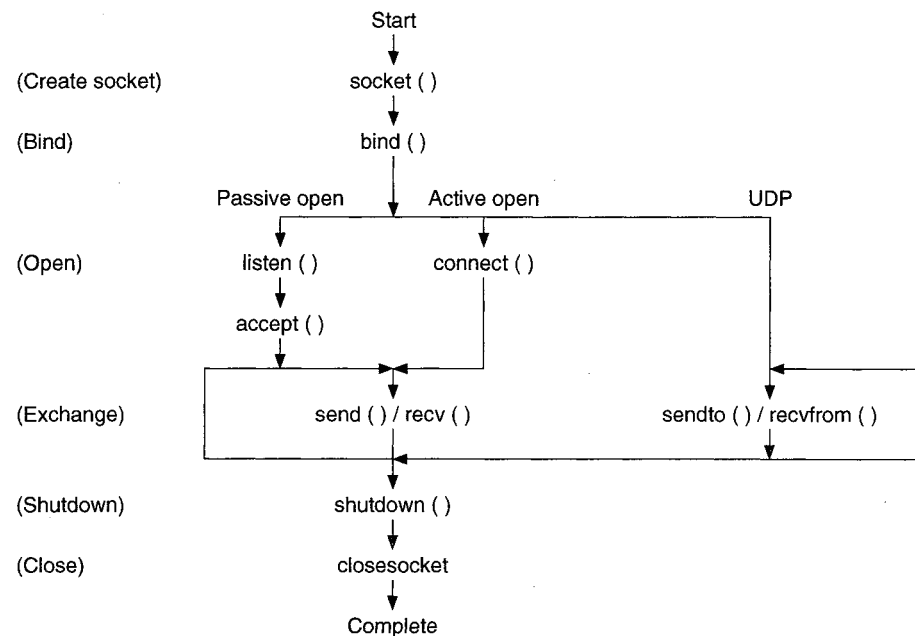 Start
(Create socket) socket ( )
(Bind) bind ( )
Passive open Active open UDP
(Open) listen ( ) connect ( )
accept ( )
(Exchange) send ( ) / recv ( ) sendto ( ) / recvfrom ( )
(Shutdown) shutdown ( )
(Close) closesocket
Complete